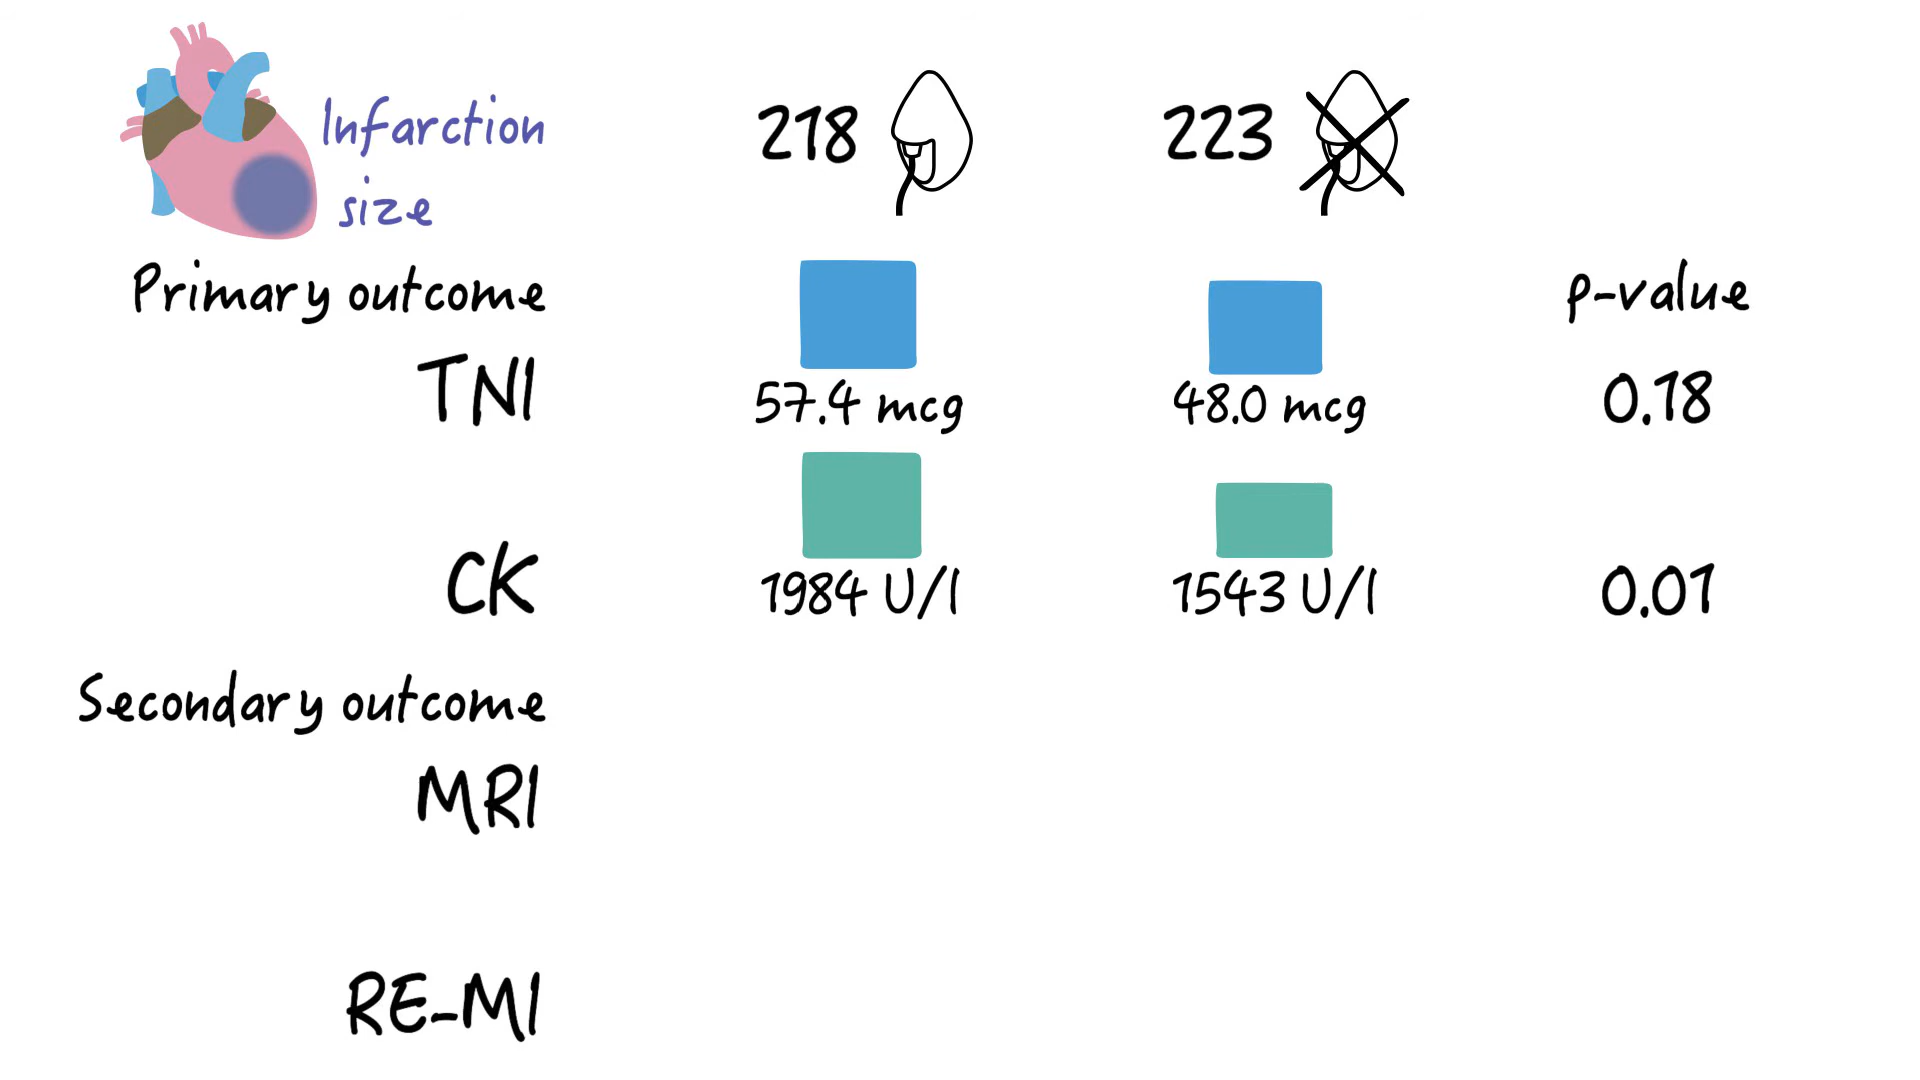 Infarction
size
218
223
Primary outcome
p-value
TNI
57.4 mcg
48.0 mcg
0.18
CK
1984 U/l
1543 U/l
0.01
Secondary outcome
MRI
RE-MI